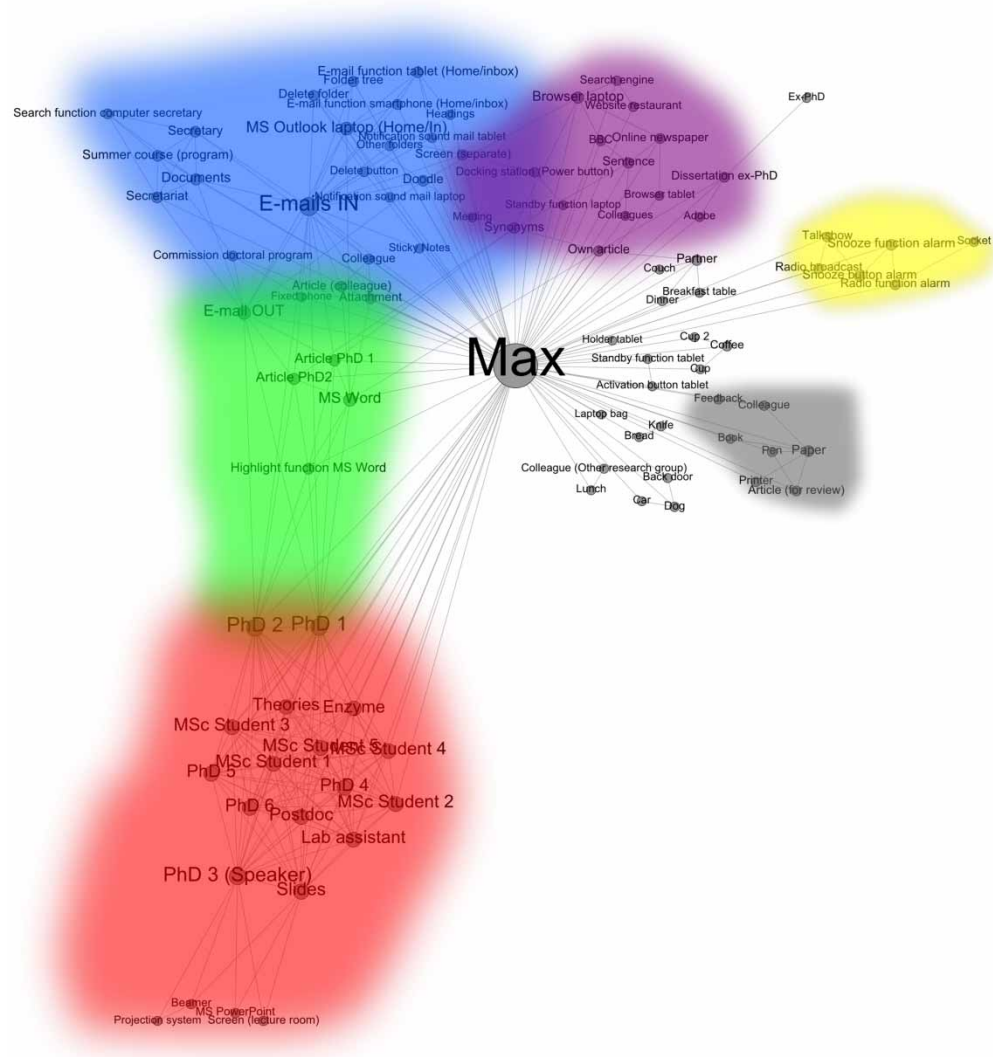 E-mail function tablet (Home/inbox)
Folder tree
Search engine
Delete folder
Browser laptop
Ex-PhD
E-mail function smartphone (Home/inbox)
Website restaurant
Search function computer secretary
Headings
MS Outlook laptop (Home/In)
Secretary
Notification sound mail tablet
BBC
Online newspaper
Other folders
Summer course (program)
Screen (separate)
Sentence
Documents
Delete button
Docking station (Power button)
Dissertation ex-PhD
Doodle
Secretariat
Notification sound mail laptop
Browser tablet
E-mails IN
Standby function laptop
Meeting
Colleagues
Adobe
Synonyms
Talkshow
Snooze function alarm
Socket
Sticky Notes
Own article
Commission doctoral program
Colleague
Partner
Couch
Radio broadcast
Snooze button alarm
Radio function alarm
Article (colleague)
Fixed phone
Attachment
Breakfast table
Dinner
E-mail OUT
Holder tablet
Cup 2
Coffee
Max
Article PhD 1
Standby function tablet
Cup
Article PhD2
Activation button tablet
MS Word
Feedback
Colleague
Laptop bag
Knife
Bread
Book
Pen
Paper
Highlight function MS Word
Colleague (Other research group)
Back door
Printer
Lunch
Article (for review)
Car
Dog
PhD 2
PhD 1
Theories
Enzyme
MSc Student 3
MSc Student 5
MSc Student 4
MSc Student 1
PhD 5
PhD 4
MSc Student 2
PhD 6
Postdoc
Lab assistant
PhD 3 (Speaker)
Slides
Beamer
MS PowerPoint
Projection system
Screen (lecture room)